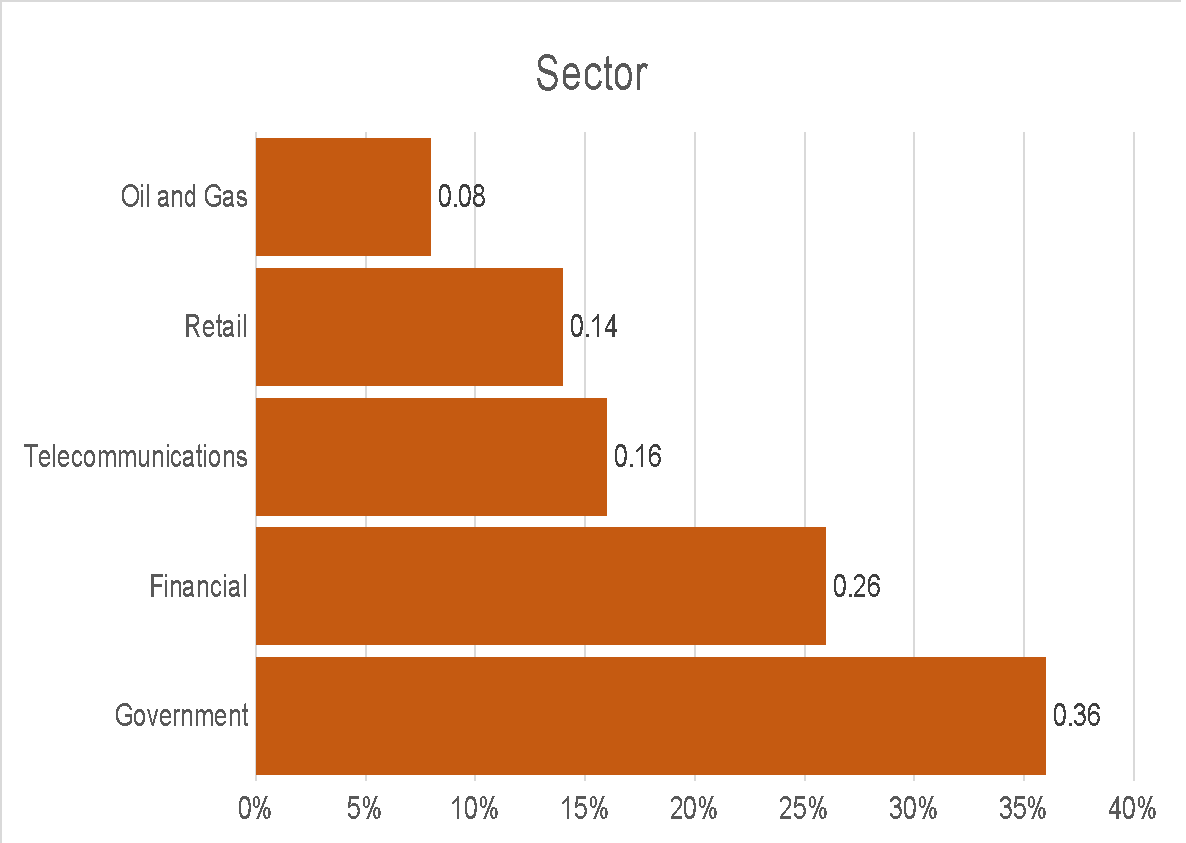 Sector
Oil and Gas
0.08
Retail
0.14
Telecommunications
0.16
Financial
0.26
Government
0.36
0% 5% 10% 15% 20% 25% 30% 35% 40%